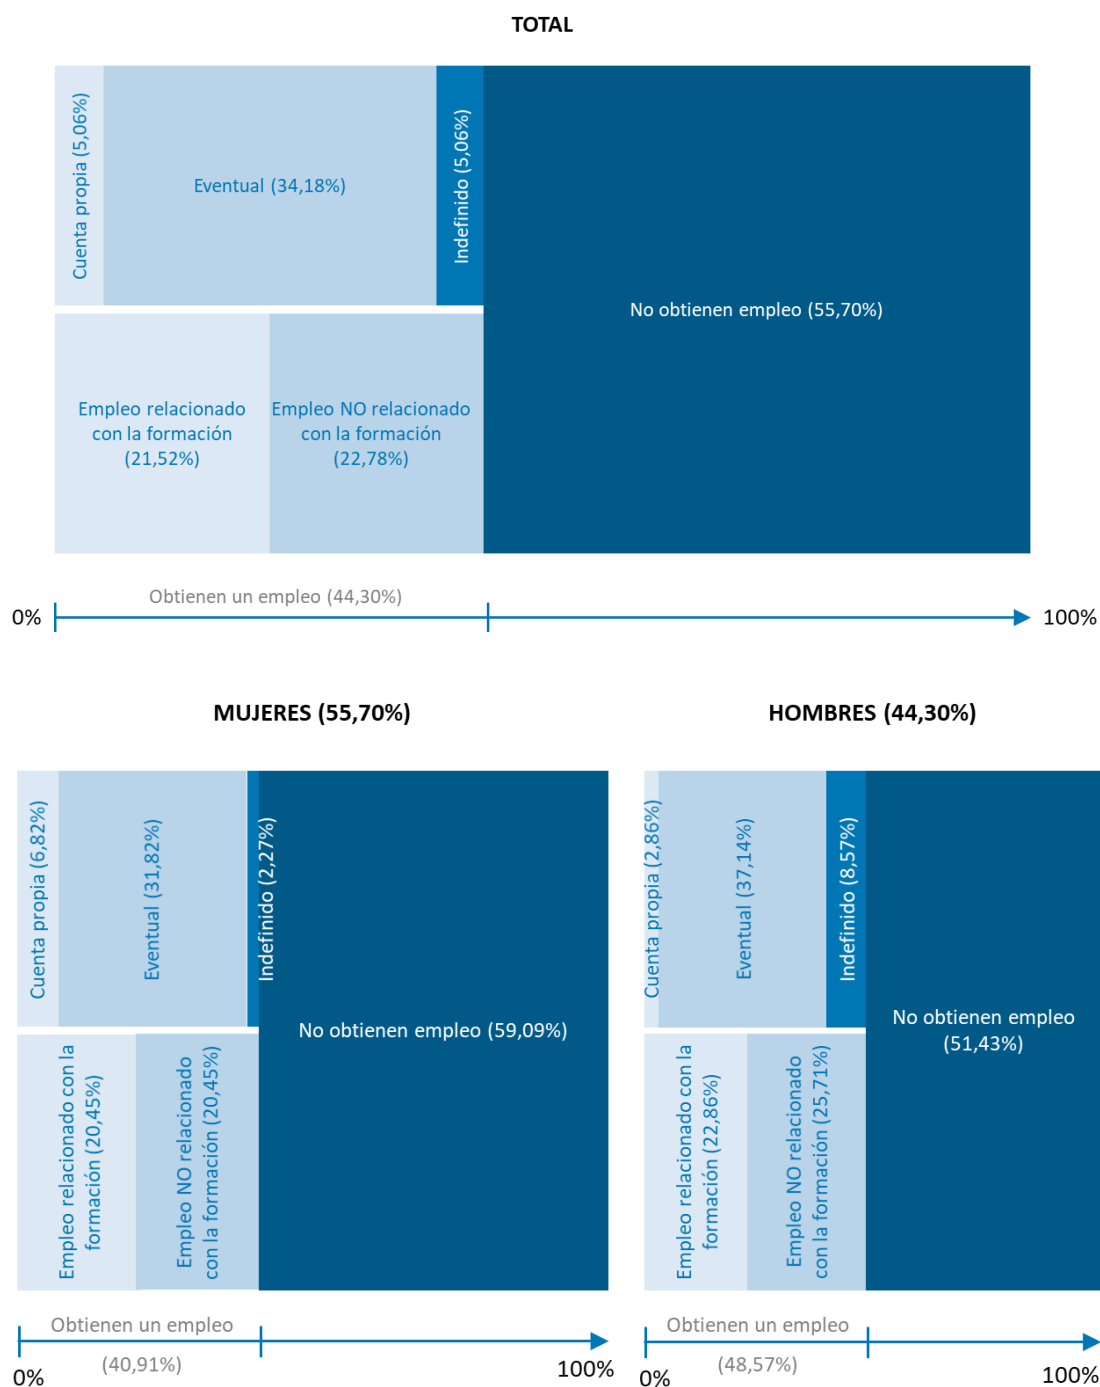 TOTAL
Cuenta propia (5,06%)
Eventual (34,18%)
Indefinido (5,06%)
No obtienen empleo (55,70%)
Empleo relacionado
con la formación
(21,52%)
Empleo NO relacionado
con la formación
(22,78%)
Obtienen un empleo (44,30%)
0%
100%
MUJERES (55,70%)
Cuenta propia (6,82%)
Eventual (31,82%)
Indefinido (2,27%)
No obtienen empleo (59,09%)
Empleo relacionado con la
formación (20,45%)
Empleo NO relacionado
con la formación (20,45%)
Obtienen un empleo
(40,91%)
0%
100%
HOMBRES (44,30%)
Cuenta propia (2,86%)
Eventual (37,14%)
Indefinido (8,57%)
No obtienen empleo
(51,43%)
Empleo relacionado con la
formación (22,86%)
Empleo NO relacionado
con la formación (25,71%)
Obtienen un empleo
(48,57%)
0%
100%